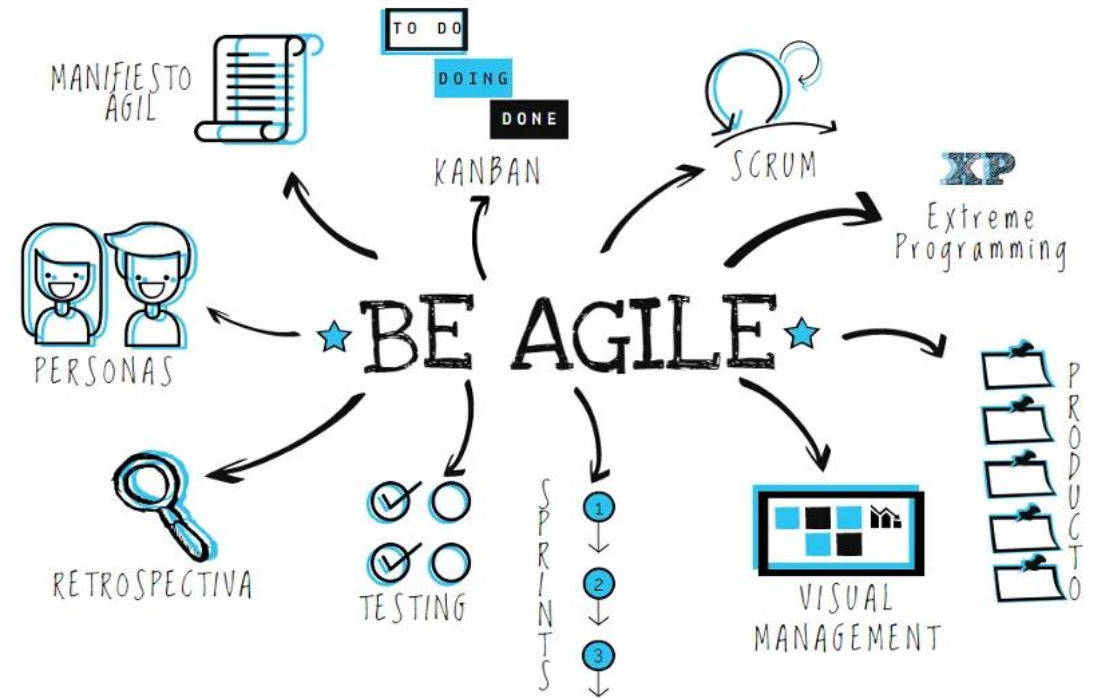 TO DO
DOING
DONE
MANIFIESTO
ÁGIL
KANBAN
SCRUM
XP
Extreme
Programming
BE AGILE
PERSONAS
PRODUCTO
RETROSPECTIVA
TESTING
SPRINTS
1
2
3
VISUAL
MANAGEMENT